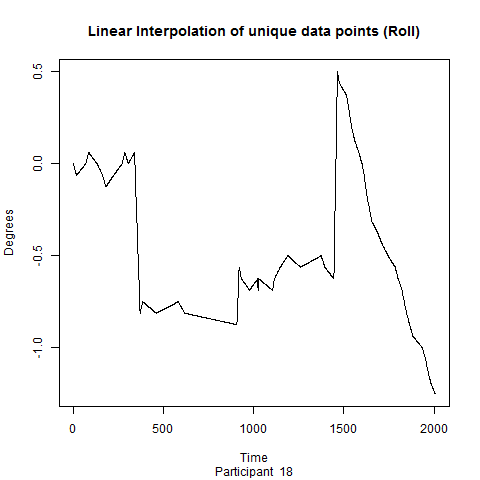 Linear Interpolation of unique data points (Roll)
Degrees
0.5
0.0
-0.5
-1.0
0 500 1000 1500 2000
Time
Participant 18